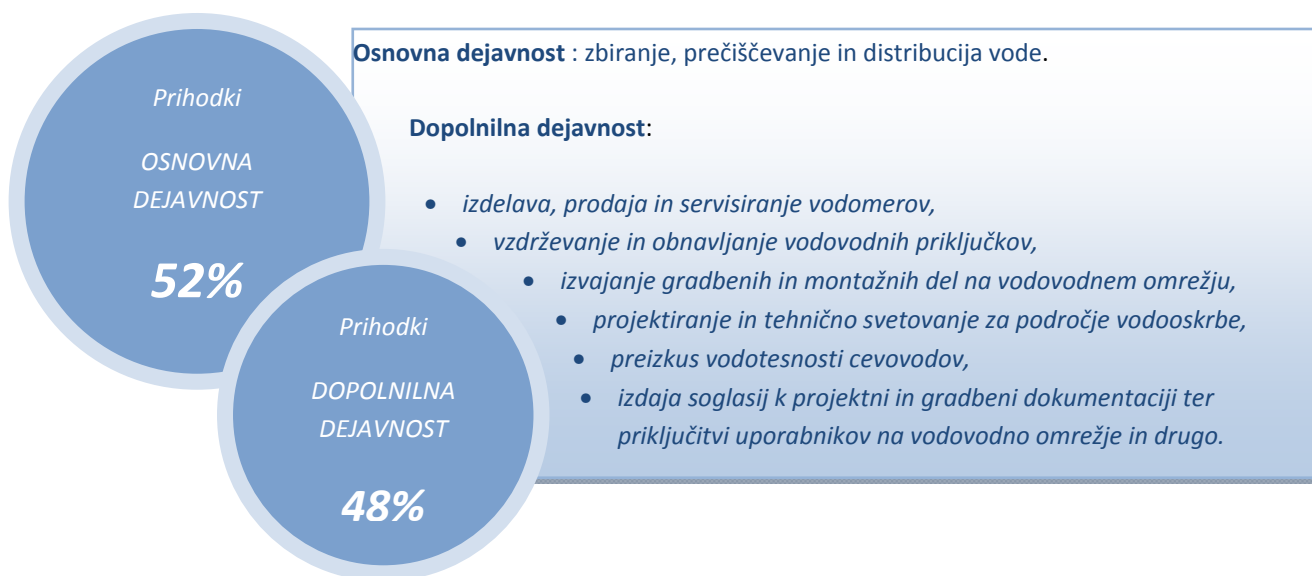 Prihodki
OSNOVNA
DEJAVNOST
52%
Prihodki
DOPOLNILNA
DEJAVNOST
48%
Osnovna dejavnost : zbiranje, prečiščevanje in distribucija vode.
Dopolnilna dejavnost:
• izdelava, prodaja in servisiranje vodomerov,
• vzdrževanje in obnavljanje vodovodnih priključkov,
• izvajanje gradbenih in montažnih del na vodovodnem omrežju,
• projektiranje in tehnično svetovanje za področje vodooskrbe,
• preizkus vodotesnosti cevovodov,
• izdaja soglasij k projektni in gradbeni dokumentaciji ter
priključitvi uporabnikov na vodovodno omrežje in drugo.